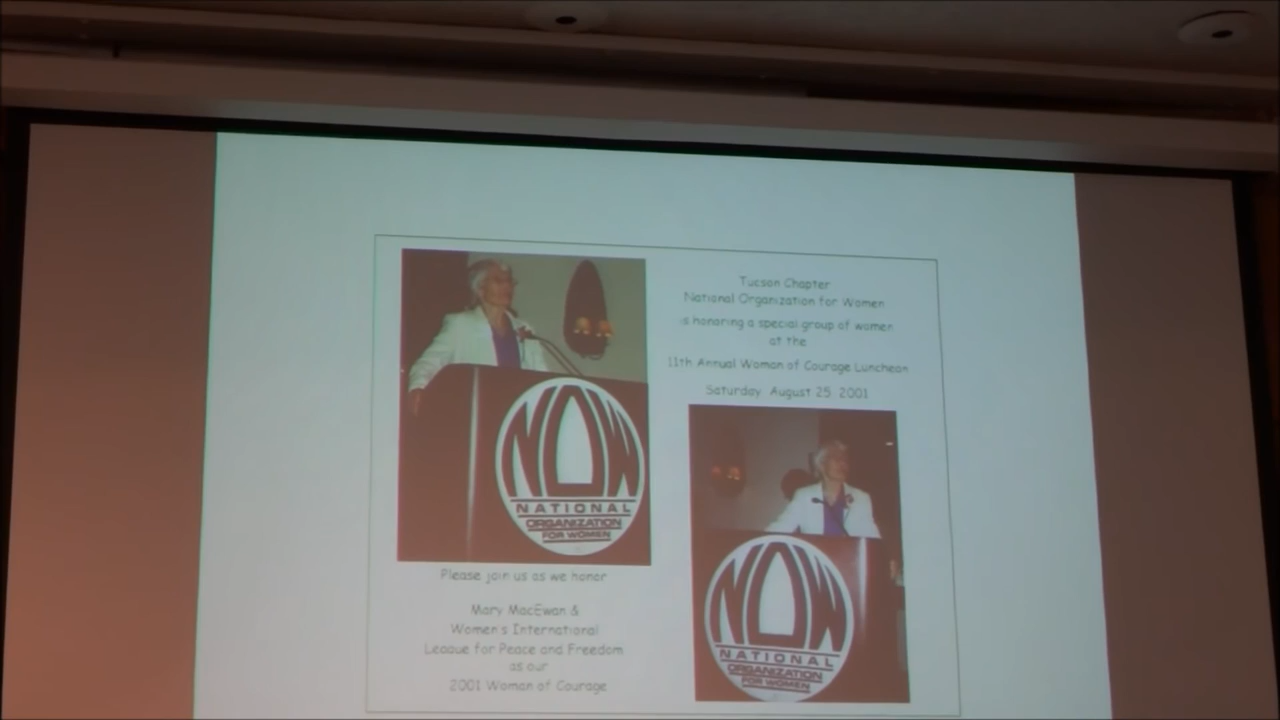 Tucson Chapter
National Organization for Women
is honoring a special group of women
at the
11th Annual Woman of Courage Luncheon
Saturday August 25, 2001
NOW
NATIONAL
ORGANIZATION
FOR WOMEN
Please join us as we honor
Mary MacEwan &
Women's International
League for Peace and Freedom
as our
2001 Woman of Courage
NOW
NATIONAL
ORGANIZATION
FOR WOMEN